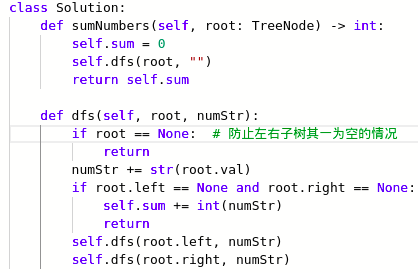 class Solution:
    def sumNumbers(self, root: TreeNode) -> int:
        self.sum = 0
        self.dfs(root, "")
        return self.sum

    def dfs(self, root, numStr):
        if root == None:  # 防止左右子树其一为空的情况
            return
        numStr += str(root.val)
        if root.left == None and root.right == None:
            self.sum += int(numStr)
            return
        self.dfs(root.left, numStr)
        self.dfs(root.right, numStr)